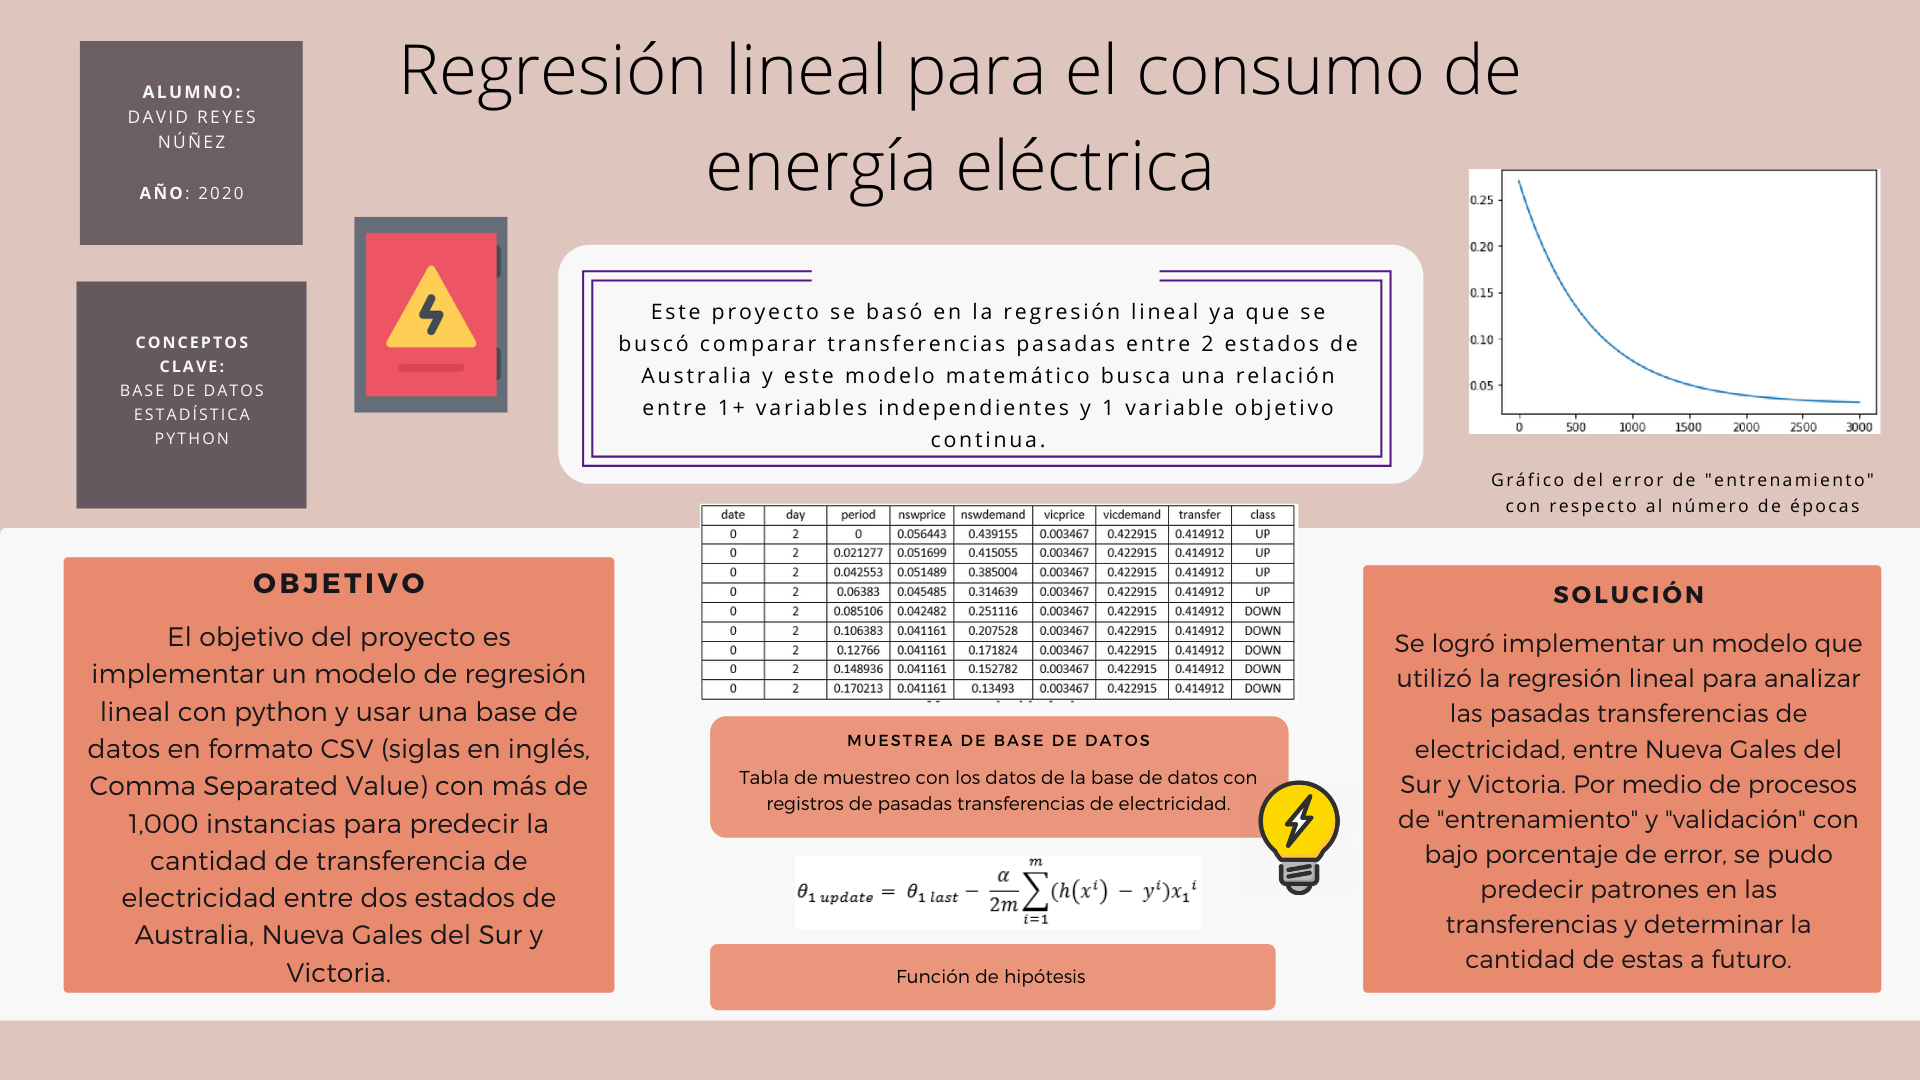 Regresión lineal para el consumo de
energía eléctrica
ALUMNO:
DAVID REYES
NÚÑEZ
AÑO: 2020
CONCEPTOS
CLAVE:
BASE DE DATOS
ESTADÍSTICA
PYTHON
Este proyecto se basó en la regresión lineal ya que se
buscó comparar transferencias pasadas entre 2 estados de
Australia y este modelo matemático busca una relación
entre 1+ variables independientes y 1 variable objetivo
continua.
0.25
0.20
0.15
0.10
0.05
0 500 1000 1500 2000 2500 3000
Gráfico del error de "entrenamiento"
con respecto al número de épocas
OBJETIVO
El objetivo del proyecto es
implementar un modelo de regresión
lineal con python y usar una base de
datos en formato CSV (siglas en inglés,
Comma Separated Value) con más de
1,000 instancias para predecir la
cantidad de transferencia de
electricidad entre dos estados de
Australia, Nueva Gales del Sur y
Victoria.
date day period nswprice nswdemand vicprice vicdemand transfer class
0 2 0 0.056443 0.439155 0.003467 0.422915 0.414912 UP
0 2 0.021277 0.051699 0.415055 0.003467 0.422915 0.414912 UP
0 2 0.042553 0.051489 0.385004 0.003467 0.422915 0.414912 UP
0 2 0.06383 0.045485 0.314639 0.003467 0.422915 0.414912 UP
0 2 0.085106 0.042482 0.251116 0.003467 0.422915 0.414912 DOWN
0 2 0.106383 0.041161 0.207528 0.003467 0.422915 0.414912 DOWN
0 2 0.12766 0.041161 0.171824 0.003467 0.422915 0.414912 DOWN
0 2 0.148936 0.041161 0.152782 0.003467 0.422915 0.414912 DOWN
0 2 0.170213 0.041161 0.13493 0.003467 0.422915 0.414912 DOWN
MUESTREA DE BASE DE DATOS
Tabla de muestreo con los datos de la base de datos con
registros de pasadas transferencias de electricidad.
θ₁ update = θ₁ last − α/2m ∑ᵢ₌₁ᵐ (h(xⁱ) − yⁱ)x₁ⁱ
Función de hipótesis
SOLUCIÓN
Se logró implementar un modelo que
utilizó la regresión lineal para analizar
las pasadas transferencias de
electricidad, entre Nueva Gales del
Sur y Victoria. Por medio de procesos
de "entrenamiento" y "validación" con
bajo porcentaje de error, se pudo
predecir patrones en las
transferencias y determinar la
cantidad de estas a futuro.